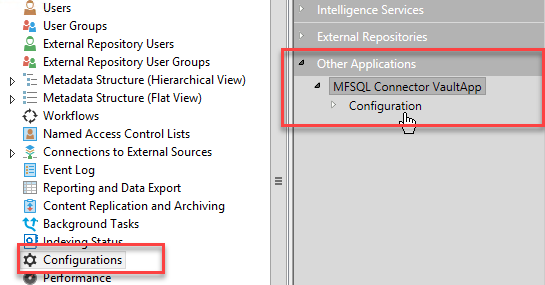 Users
User Groups
External Repository Users
External Repository User Groups
Metadata Structure (Hierarchical View)
Metadata Structure (Flat View)
Workflows
Named Access Control Lists
Connections to External Sources
Event Log
Reporting and Data Export
Content Replication and Archiving
Background Tasks
Indexing Status
Configurations
Performance
Intelligence Services
External Repositories
Other Applications
MFSQL Connector VaultApp
Configuration